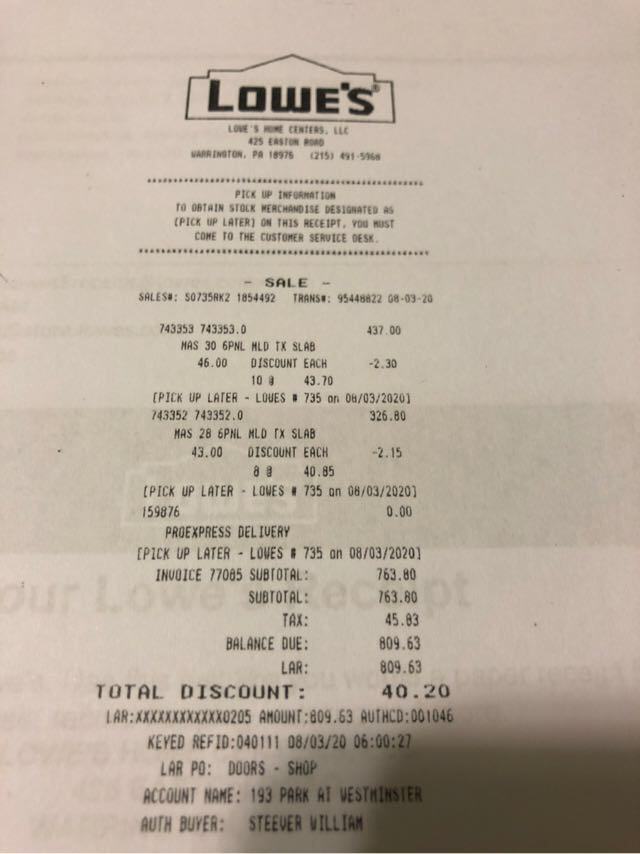 LOWE'S®
LOWE'S HOME CENTERS, LLC
425 EASTON ROAD
WARRINGTON, PA 18976 (215) 491-5968
PICK UP INFORMATION
TO OBTAIN STOCK MERCHANDISE DESIGNATED AS
[PICK UP LATER] ON THIS RECEIPT, YOU MUST
COME TO THE CUSTOMER SERVICE DESK.
- SALE -
SALES#: S0735RK2 1854492 TRANS#: 95448822 08-03-20
743353 743353.0 437.00
MAS 30 6PNL MLD TX SLAB
46.00 DISCOUNT EACH -2.30
10 @ 43.70
[PICK UP LATER - LOWES # 735 on 08/03/2020]
743352 743352.0 326.80
MAS 28 6PNL MLD TX SLAB
43.00 DISCOUNT EACH -2.15
8 @ 40.85
[PICK UP LATER - LOWES # 735 on 08/03/2020]
159876 0.00
PROEXPRESS DELIVERY
[PICK UP LATER - LOWES # 735 on 08/03/2020]
INVOICE 77085 SUBTOTAL: 763.80
SUBTOTAL: 763.80
TAX: 45.83
BALANCE DUE: 809.63
LAR: 809.63
TOTAL DISCOUNT: 40.20
LAR:XXXXXXXXXXXX0205 AMOUNT:809.63 AUTHCD:001046
KEYED REFID:040111 08/03/20 06:00:27
LAR PO: DOORS - SHOP
ACCOUNT NAME: 193 PARK AT WESTMINSTER
AUTH BUYER: STEEVER WILLIAM